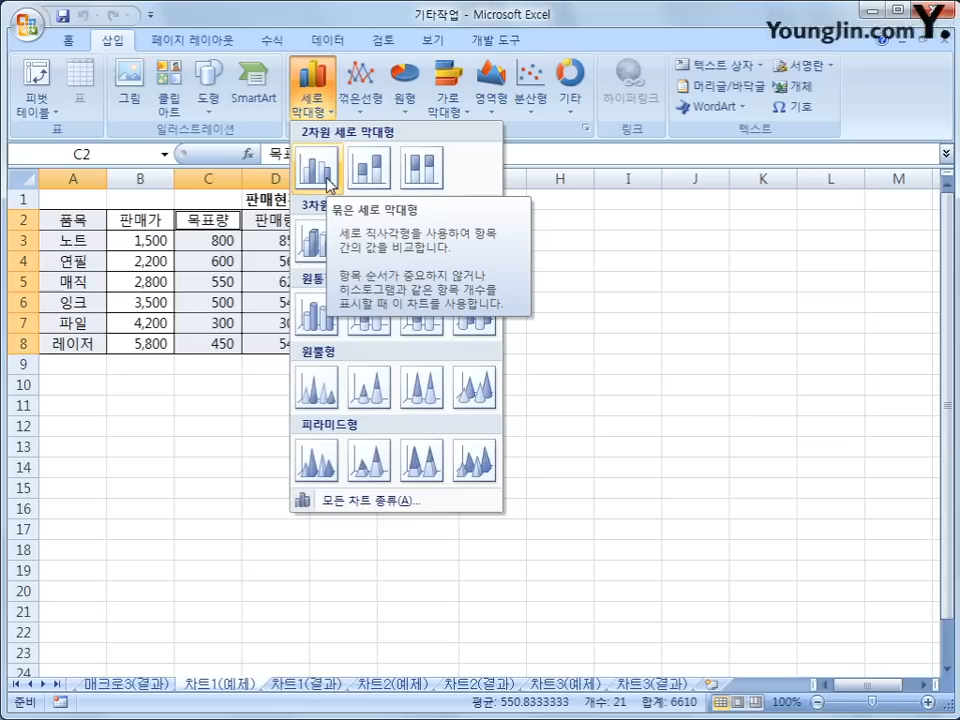 기타작업 - Microsoft Excel
YoungJin.com Y.
홈 삽입 페이지 레이아웃 수식 데이터 검토 보기 개발 도구
피벗 테이블
표
그림
클립 아트
도형
SmartArt
세로 막대형
꺾은선형
원형
가로 막대형
영역형
분산형
기타
하이퍼링크
텍스트 상자
머리글/바닥글
WordArt
서명란
개체
Ω 기호
표 일러스트레이션 링크 텍스트
C2
fx
2차원 세로 막대형
묶은 세로 막대형
세로 직사각형을 사용하여 항목
간의 값을 비교합니다.
항목 순서가 중요하지 않거나
히스토그램과 같은 항목 개수를
표시할 때 이 차트를 사용합니다.
원뿔형
피라미드형
모든 차트 종류(A)...
A B C D H I J K L M
1
2 품목 판매가 목표량
3 노트 1,500 800
4 연필 2,200 600
5 매직 2,800 550
6 잉크 3,500 500
7 파일 4,200 300
8 레이저 5,800 450
9
10
11
12
13
14
15
16
17
18
19
20
21
22
23
24
매크로3(결과) 차트1(예제) 차트1(결과) 차트2(예제) 차트2(결과) 차트3(예제) 차트3(결과)
준비 평균: 550.8333333 개수: 21 합계: 6610 100%